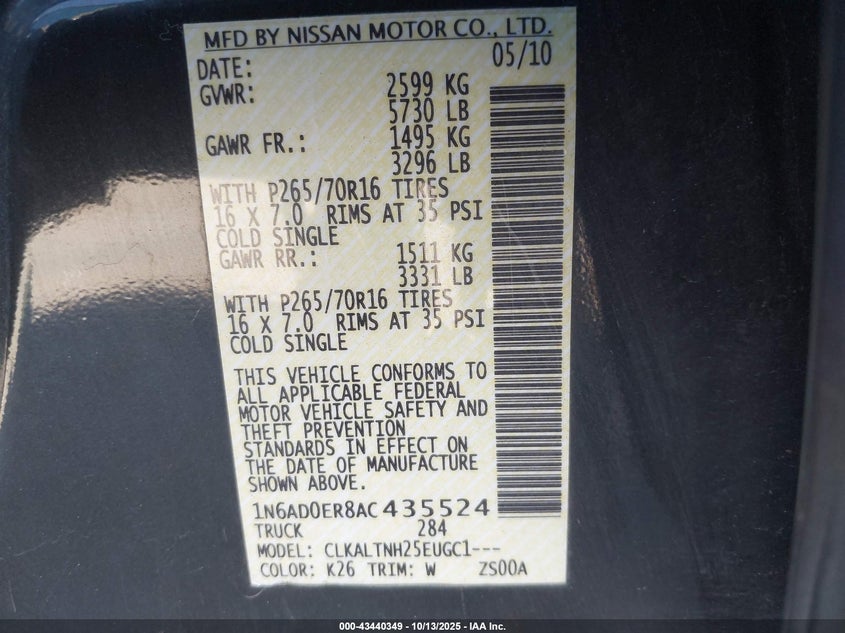 MFD BY NISSAN MOTOR CO., LTD.
DATE: 05/10
GVWR: 2599 KG
5730 LB
GAWR FR.: 1495 KG
3296 LB
WITH P265/70R16 TIRES
16 X 7.0 RIMS AT 35 PSI
COLD SINGLE
GAWR RR.: 1511 KG
3331 LB
WITH P265/70R16 TIRES
16 X 7.0 RIMS AT 35 PSI
COLD SINGLE
THIS VEHICLE CONFORMS TO
ALL APPLICABLE FEDERAL
MOTOR VEHICLE SAFETY AND
THEFT PREVENTION
STANDARDS IN EFFECT ON
THE DATE OF MANUFACTURE
SHOWN ABOVE.
1N6AD0ER8AC435524
TRUCK 284
MODEL: CLKALTNH25EUGC1---
COLOR: K26 TRIM: W ZS00A
000-43440349 | 10/13/2025 | IAA Inc.